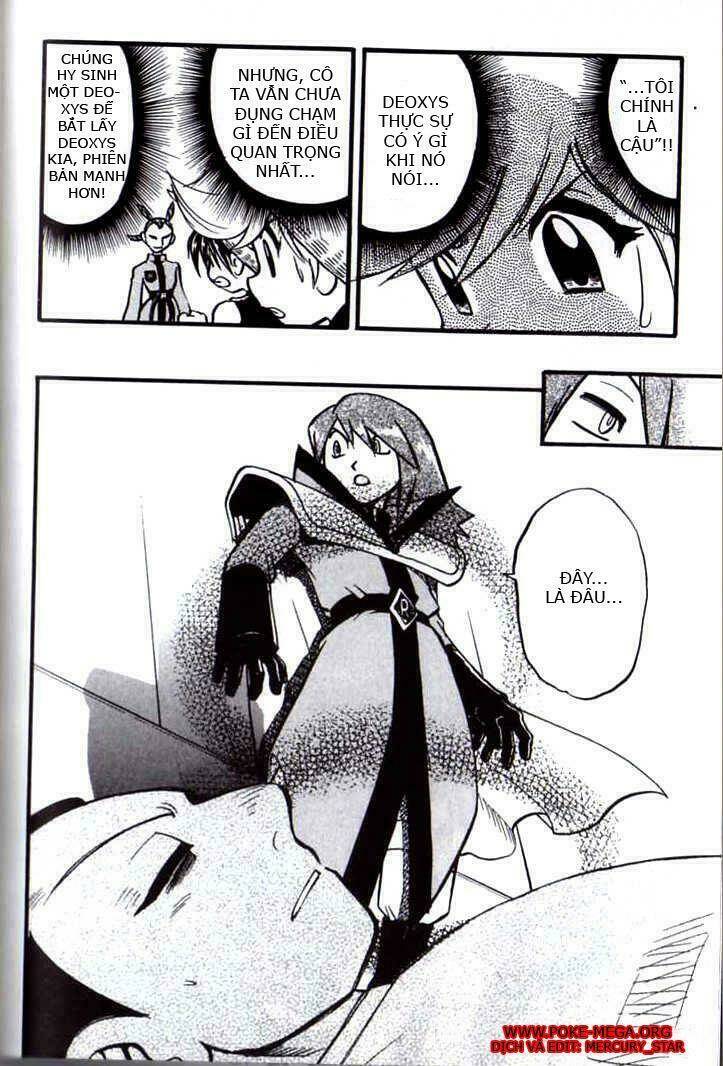 "...TÔI
CHÍNH
LÀ
CẬU"!!
DEOXYS
THỰC SỰ
CÓ Ý GÌ
KHI NÓ
NÓI...
NHƯNG, CÔ
TA VẪN CHƯA
ĐỤNG CHẠM
GÌ ĐẾN ĐIỀU
QUAN TRỌNG
NHẤT...
CHÚNG
HY SINH
MỘT DEO-
XYS ĐỂ
BẮT LẤY
DEOXYS
KIA, PHIÊN
BẢN MẠNH
HƠN!
ĐÂY...
LÀ ĐÂU...
R
WWW.POKE-MEGA.ORG
DỊCH VÀ EDIT: MERCURY_STAR